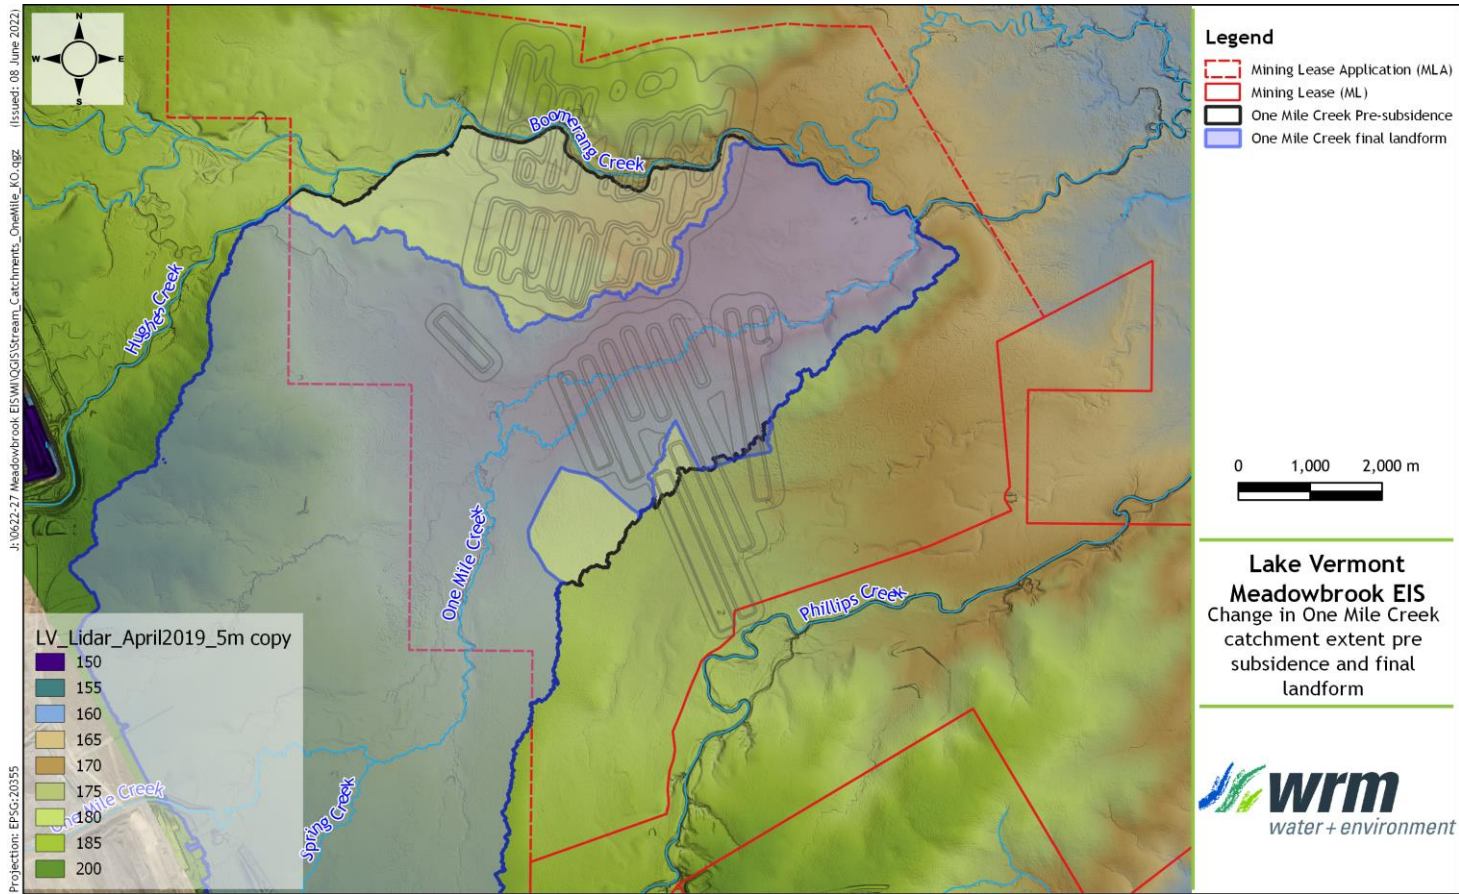 J:\0622-27 Meadowbrook EIS\WI\QGIS\Stream_Catchments_OneMile_KO.qgz (Issued: 08 June 2022)
Projection: EPSG:20355
N
W
E
S
Boomerang Creek
Hughes Creek
One Mile Creek
Phillips Creek
One Mile Creek
Spring Creek
LV_Lidar_April2019_5m copy
150
155
160
165
170
175
180
185
200
Legend
Mining Lease Application (MLA)
Mining Lease (ML)
One Mile Creek Pre-subsidence
One Mile Creek final landform
0 1,000 2,000 m
Lake Vermont
Meadowbrook EIS
Change in One Mile Creek
catchment extent pre
subsidence and final
landform
wrm
water + environment